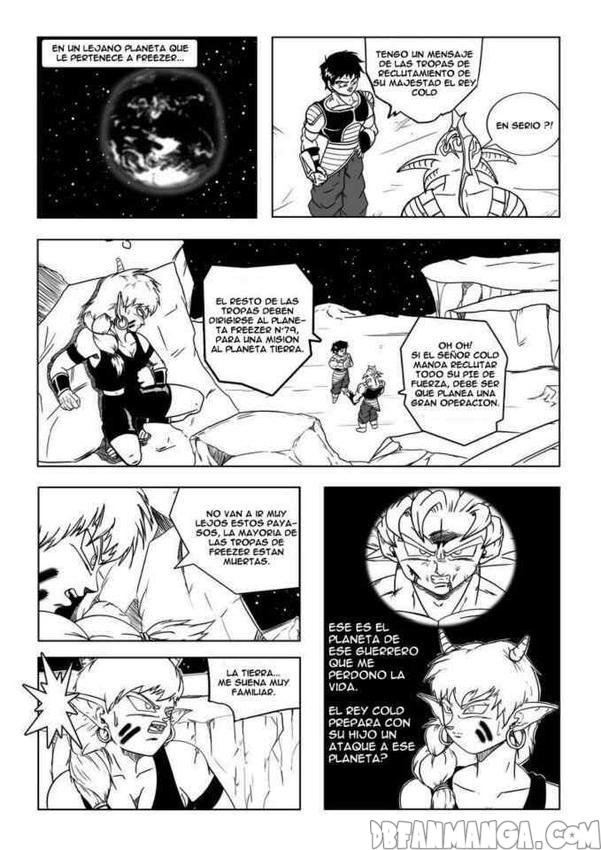 EN UN LEJANO PLANETA QUE
LE PERTENECE A FREEZER...
TENGO UN MENSAJE
DE LAS TROPAS DE
RECLUTAMIENTO DE
SU MAJESTAD EL REY
COLD
EN SERIO ?!
EL RESTO DE LAS
TROPAS DEBEN
DIRIGIRSE AL PLANE-
TA FREEZER N°79,
PARA UNA MISION
AL PLANETA TIERRA.
OH OH!
SI EL SEÑOR COLD
MANDA RECLUTAR
TODO SU PIE DE
FUERZA, DEBE SER
QUE PLANEA UNA
GRAN OPERACION.
NO VAN A IR MUY
LEJOS ESTOS PAYA-
SOS, LA MAYORIA DE
LAS TROPAS DE
FREEZER ESTAN
MUERTAS.
LA TIERRA...
ME SUENA MUY
FAMILIAR.
ESE ES EL
PLANETA DE
ESE GUERRERO
QUE ME
PERDONO LA
VIDA.
EL REY COLD
PREPARA CON
SU HIJO UN
ATAQUE A ESE
PLANETA?
DBFANMANGA.COM